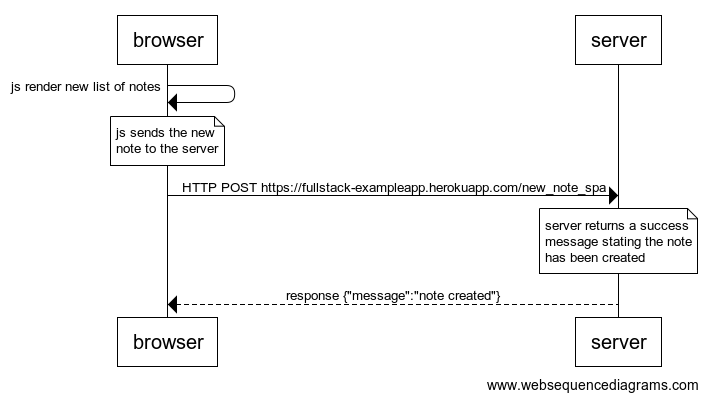 browser
server
js render new list of notes
js sends the new
note to the server
HTTP POST https://fullstack-exampleapp.herokuapp.com/new_note_spa
server returns a success
message stating the note
has been created
response {"message":"note created"}
browser
server
www.websequencediagrams.com